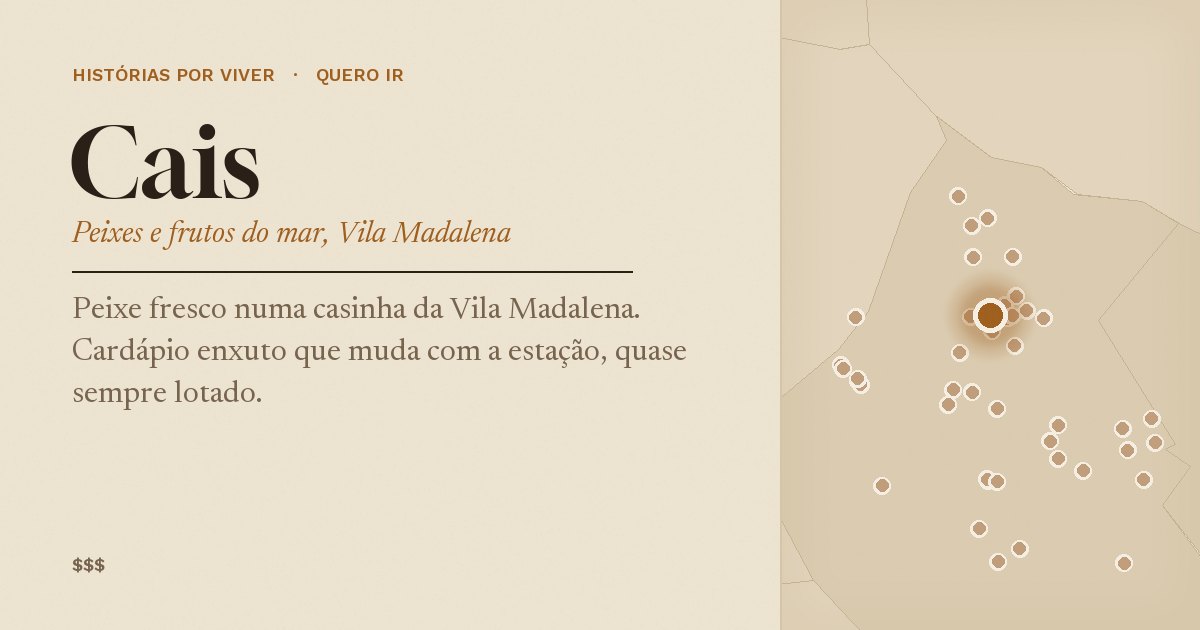 HISTÓRIAS POR VIVER · QUERO IR
Cais
Peixes e frutos do mar, Vila Madalena
Peixe fresco numa casinha da Vila Madalena.
Cardápio enxuto que muda com a estação, quase
sempre lotado.
$$$